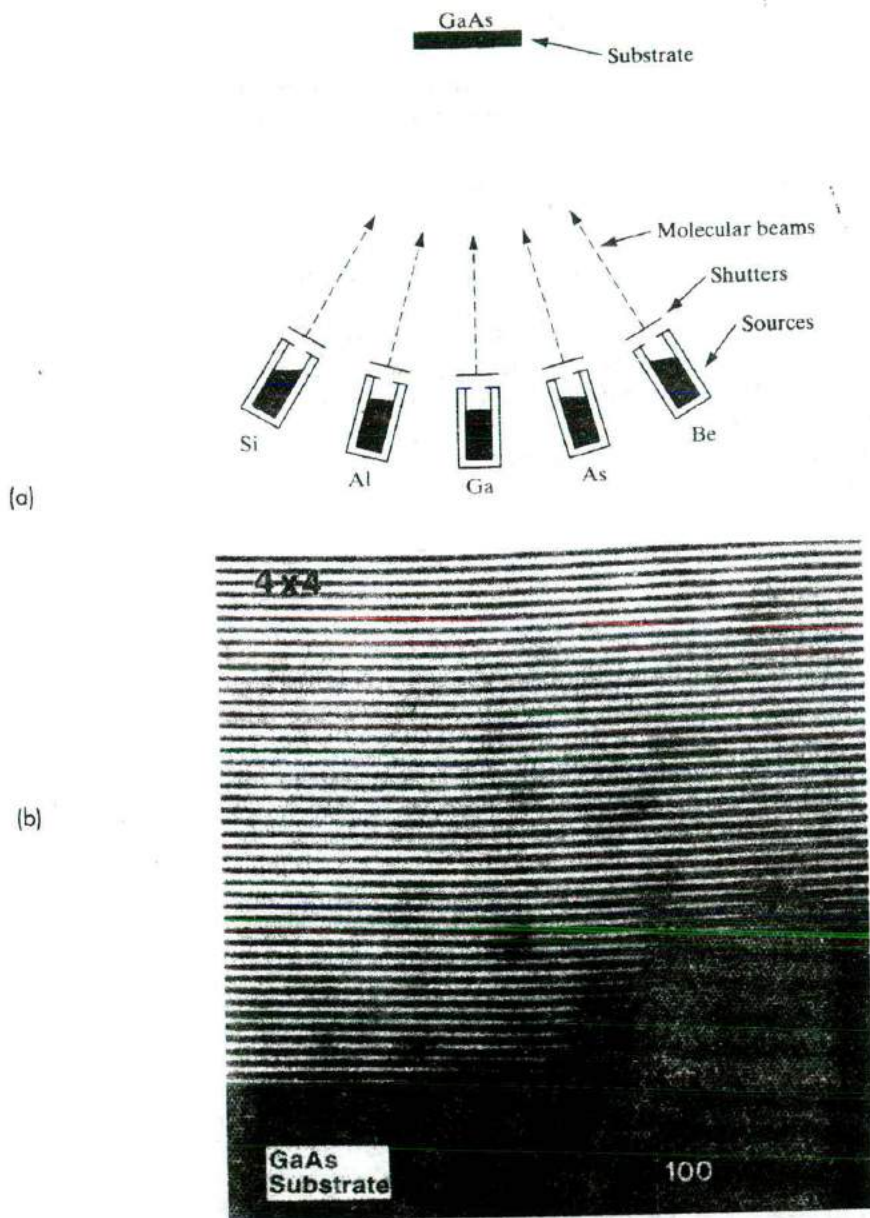 GaAs
Substrate
Molecular beams
Shutters
Sources
Si
Al
Ga
As
Be
(a)
4x4
(b)
GaAs
Substrate
100